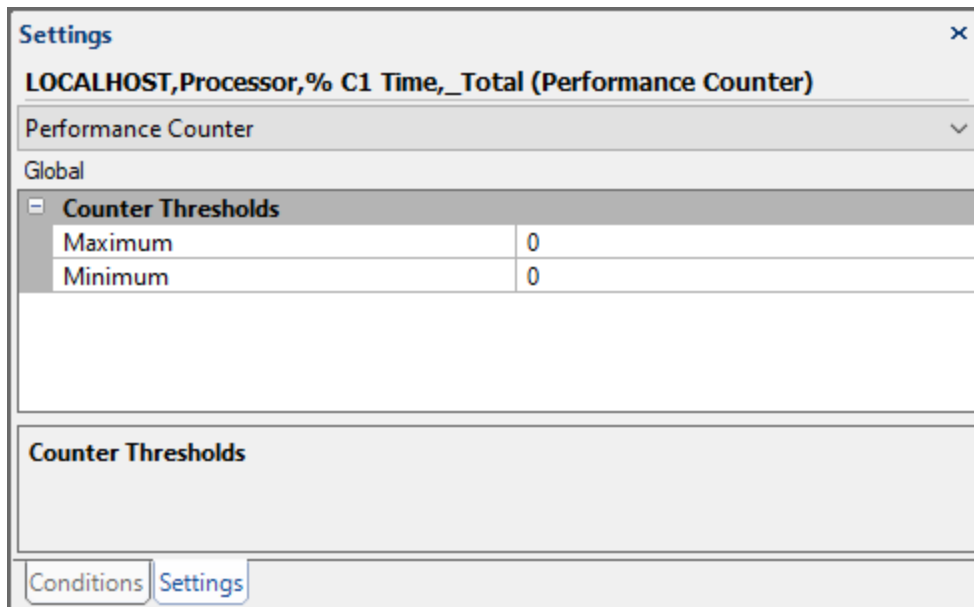 Settings
LOCALHOST,Processor,% C1 Time,_Total (Performance Counter)
Performance Counter
Global
Counter Thresholds
Maximum 0
Minimum 0
Counter Thresholds
Conditions Settings